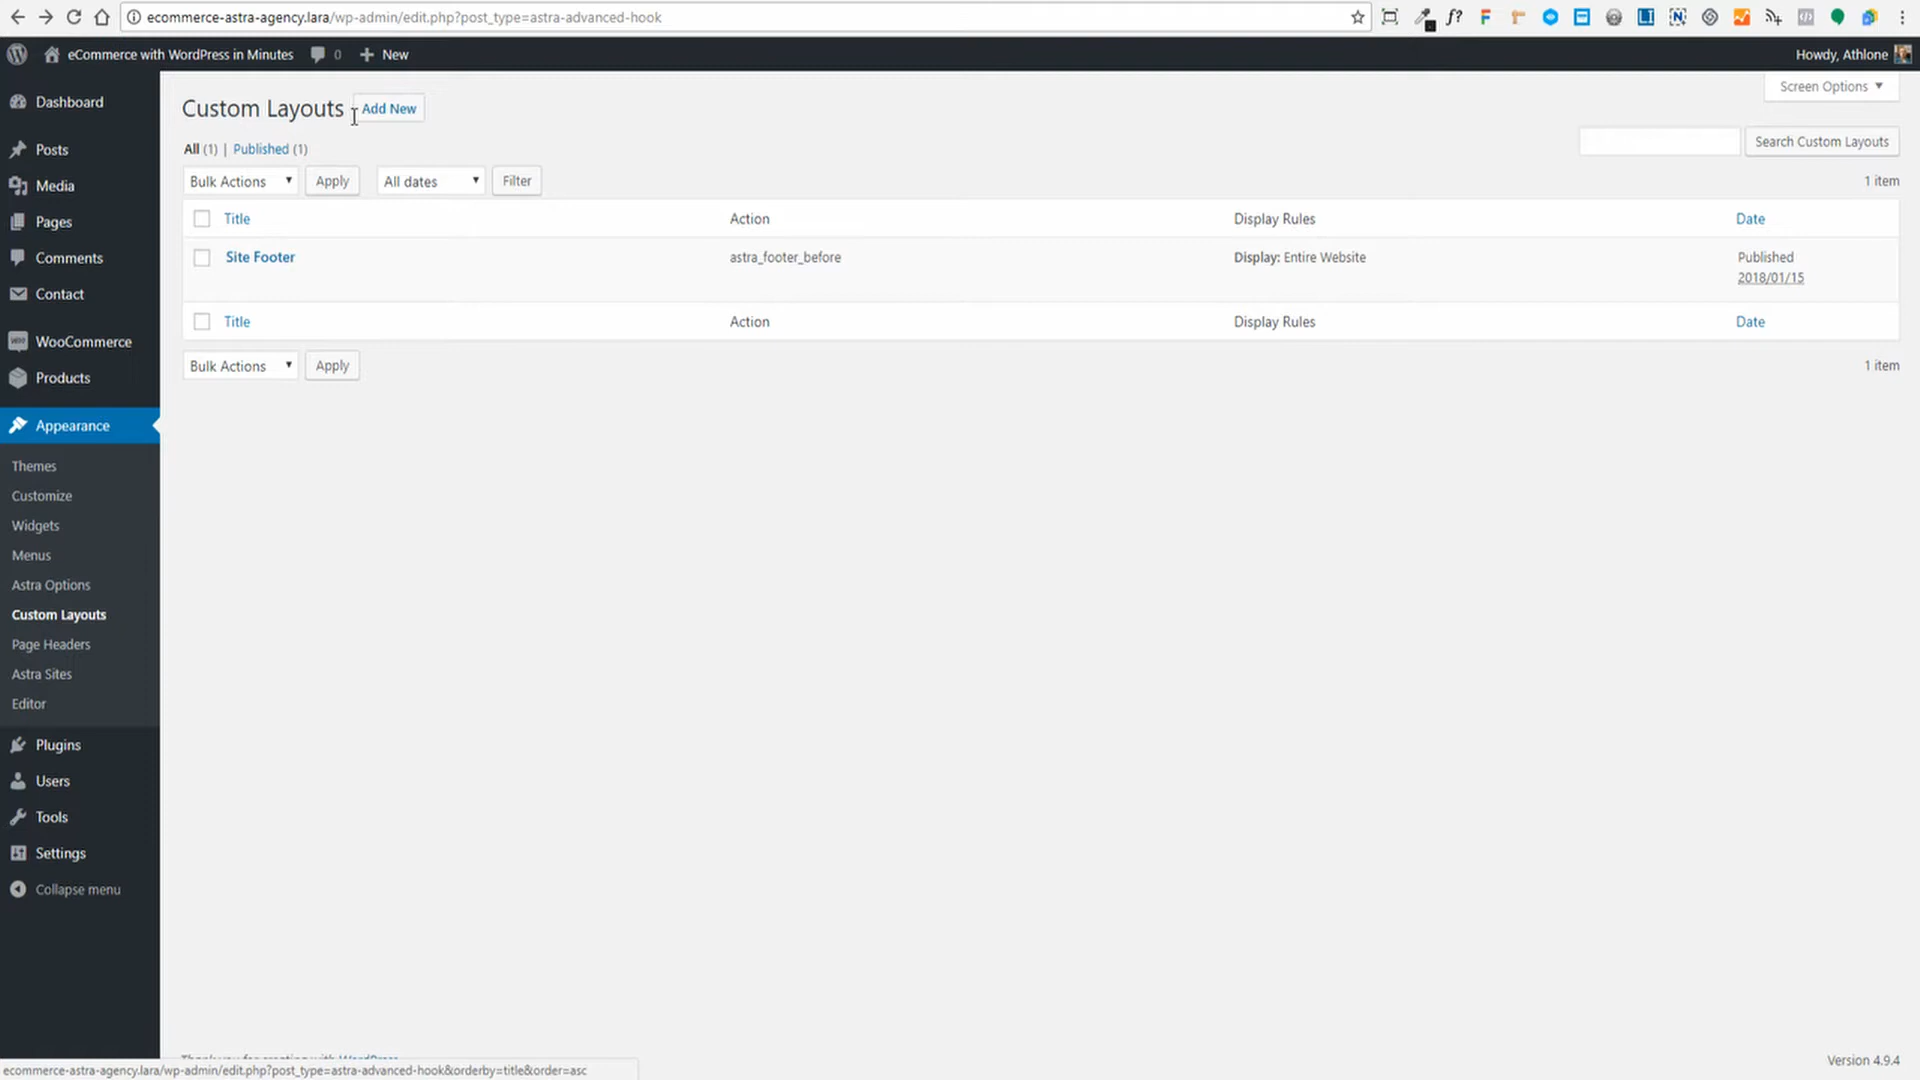 ecommerce-astra-agency.lara/wp-admin/edit.php?post_type=astra-advanced-hook
eCommerce with WordPress in Minutes 0 New Howdy, Athlone
Screen Options
Custom Layouts Add New
All (1) | Published (1)
Search Custom Layouts
Bulk Actions Apply All dates Filter 1 item
Title Action Display Rules Date
Site Footer astra_footer_before Display: Entire Website Published
2018/01/15
Title Action Display Rules Date
Bulk Actions Apply 1 item
Dashboard
Posts
Media
Pages
Comments
Contact
WooCommerce
Products
Appearance
Themes
Customize
Widgets
Menus
Astra Options
Custom Layouts
Page Headers
Astra Sites
Editor
Plugins
Users
Tools
Settings
Collapse menu
Thank you for creating with WordPress
Version 4.9.4
ecommerce-astra-agency.lara/wp-admin/edit.php?post_type=astra-advanced-hook&orderby=title&order=asc